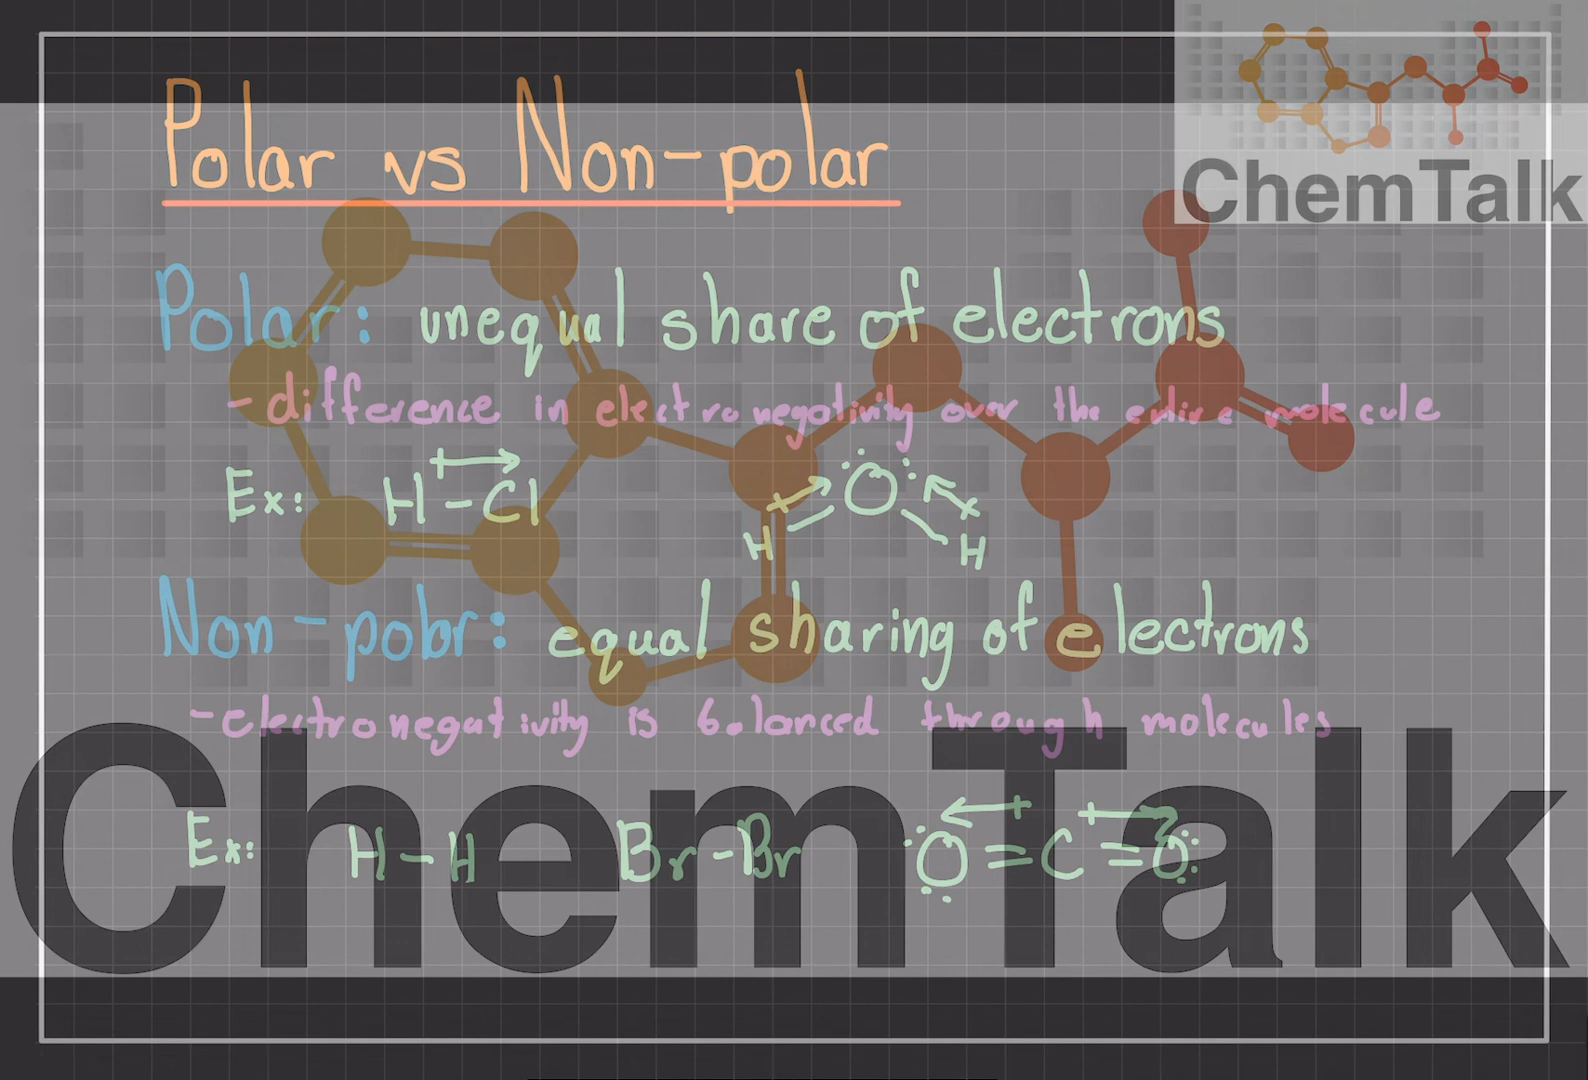 ChemTalk
Polar vs Non-polar
Polar: unequal share of electrons
- difference in electronegativity over the entire molecule
Ex: H-Cl :O: H H
Non-polar: equal sharing of electrons
- electronegativity is balanced through molecules
Ex: H-H Br-Br O=C=O
ChemTalk